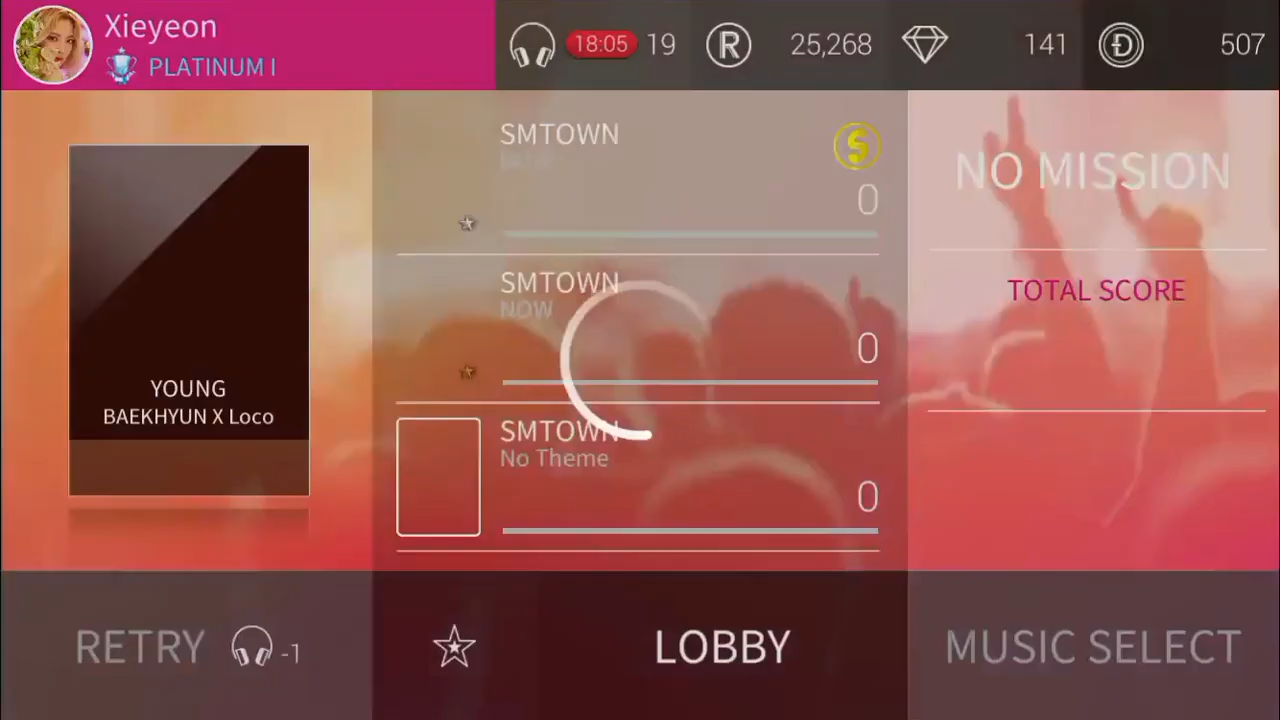 Xieyeon
PLATINUM I
18:05 19
R 25,268
141
Đ 507
YOUNG
BAEKHYUN X Loco
SMTOWN
S
0
SMTOWN
NOW
0
SMTOWN
No Theme
0
NO MISSION
TOTAL SCORE
RETRY -1
LOBBY
MUSIC SELECT